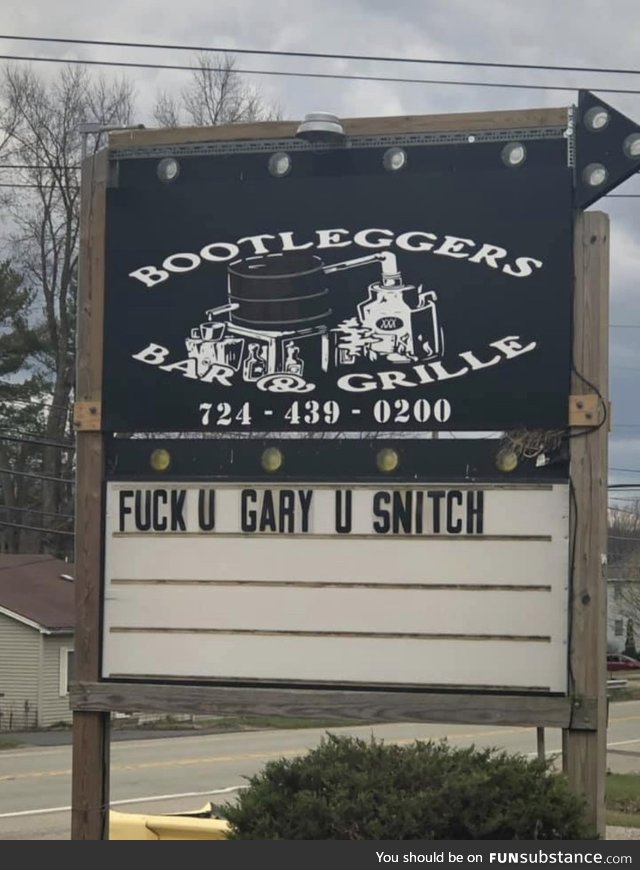 BOOTLEGGERS
XXX
BAR @ GRILLE
724 - 439 - 0200
FUCK U GARY U SNITCH
You should be on FUNsubstance.com